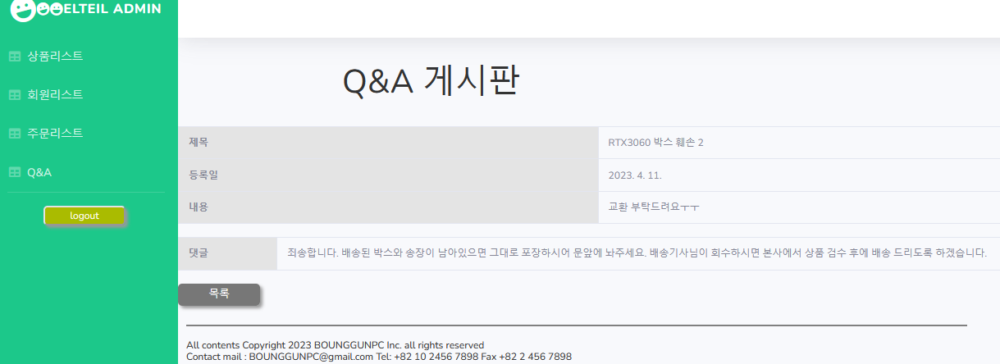 ELTEIL ADMIN
상품리스트
회원리스트
주문리스트
Q&A
logout
Q&A 게시판
제목 RTX3060 박스 훼손 2
등록일 2023. 4. 11.
내용 교환 부탁드려요ㅜㅜ
댓글 죄송합니다. 배송된 박스와 송장이 남아있으면 그대로 포장하시어 문앞에 놔주세요. 배송기사님이 회수하시면 본사에서 상품 검수 후에 배송 드리도록 하겠습니다.
목록
All contents Copyright 2023 BOUNGGUNPC Inc. all rights reserved
Contact mail : BOUNGGUNPC@gmail.com Tel: +82 10 2456 7898 Fax +82 2 456 7898